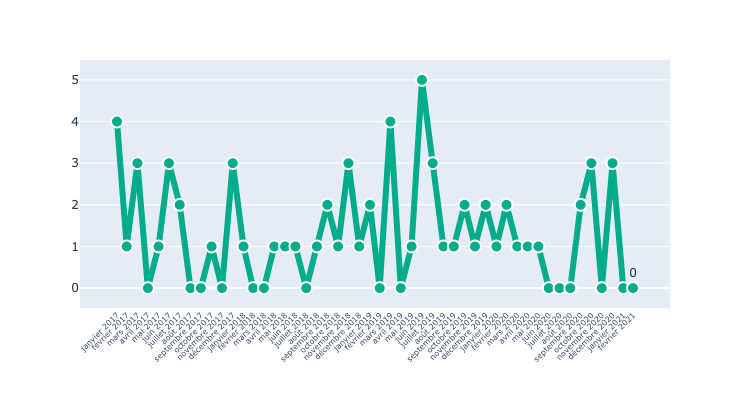 5
4
3
2
1
0
0
janvier 2017
février 2017
mars 2017
avril 2017
mai 2017
juin 2017
juillet 2017
août 2017
septembre 2017
octobre 2017
novembre 2017
décembre 2017
janvier 2018
février 2018
mars 2018
avril 2018
mai 2018
juin 2018
juillet 2018
août 2018
septembre 2018
octobre 2018
novembre 2018
décembre 2018
janvier 2019
février 2019
mars 2019
avril 2019
mai 2019
juin 2019
juillet 2019
août 2019
septembre 2019
octobre 2019
novembre 2019
décembre 2019
janvier 2020
février 2020
mars 2020
avril 2020
mai 2020
juin 2020
juillet 2020
août 2020
septembre 2020
octobre 2020
novembre 2020
décembre 2020
janvier 2021
février 2021